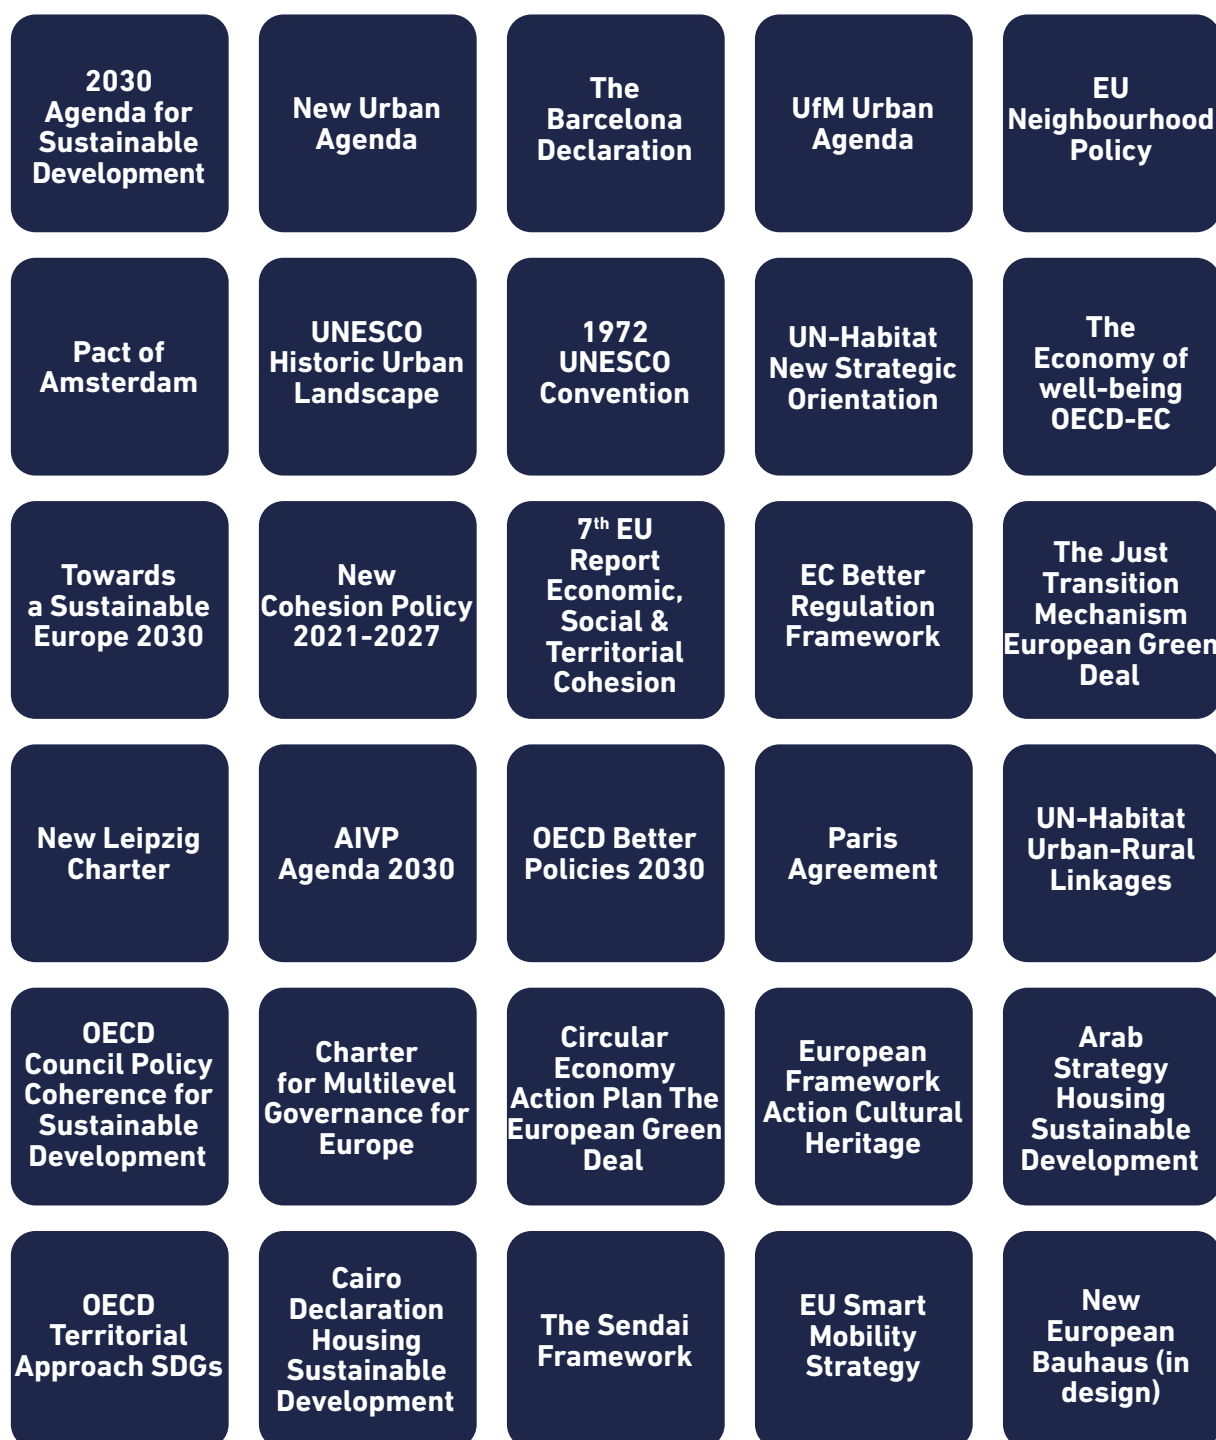 2030
Agenda for
Sustainable
Development
New Urban
Agenda
The
Barcelona
Declaration
UfM Urban
Agenda
EU
Neighbourhood
Policy
Pact of
Amsterdam
UNESCO
Historic Urban
Landscape
1972
UNESCO
Convention
UN-Habitat
New Strategic
Orientation
The
Economy of
well-being
OECD-EC
Towards
a Sustainable
Europe 2030
New
Cohesion Policy
2021-2027
7th EU
Report
Economic,
Social &
Territorial
Cohesion
EC Better
Regulation
Framework
The Just
Transition
Mechanism
European Green
Deal
New Leipzig
Charter
AIVP
Agenda 2030
OECD Better
Policies 2030
Paris
Agreement
UN-Habitat
Urban-Rural
Linkages
OECD
Council Policy
Coherence for
Sustainable
Development
Charter
for Multilevel
Governance for
Europe
Circular
Economy
Action Plan The
European Green
Deal
European
Framework
Action Cultural
Heritage
Arab
Strategy
Housing
Sustainable
Development
OECD
Territorial
Approach SDGs
Cairo
Declaration
Housing
Sustainable
Development
The Sendai
Framework
EU Smart
Mobility
Strategy
New
European
Bauhaus (in
design)